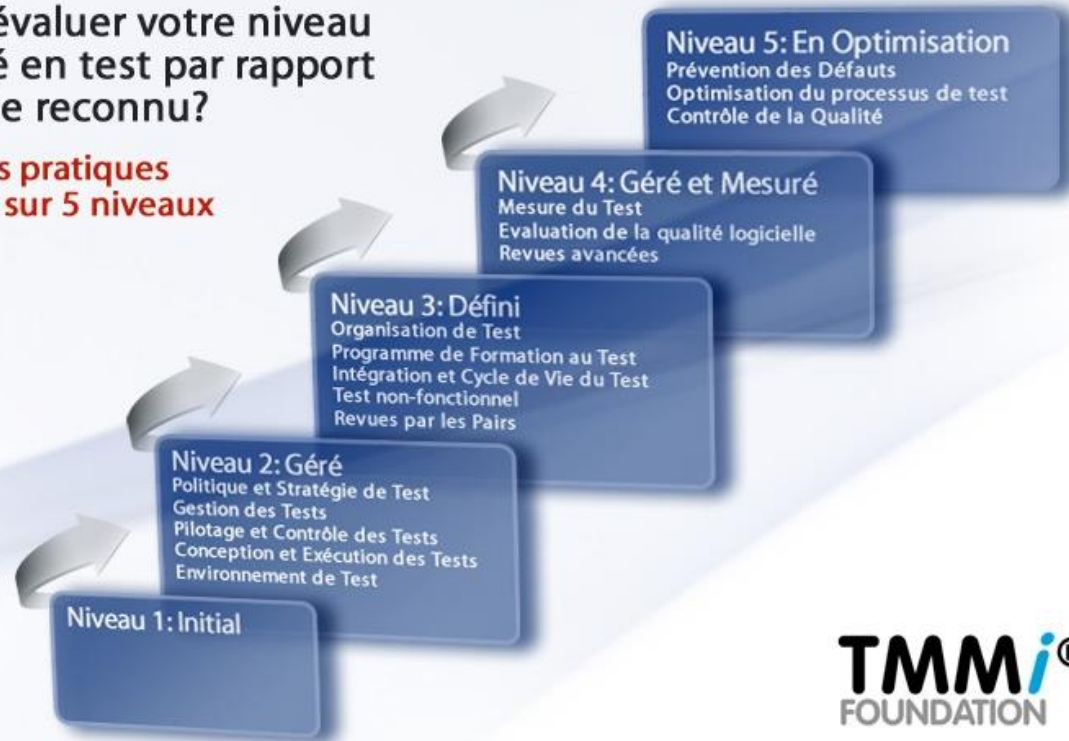 évaluer votre niveau
é en test par rapport
e reconnu?
s pratiques
sur 5 niveaux
Niveau 5: En Optimisation
Prévention des Défauts
Optimisation du processus de test
Contrôle de la Qualité
Niveau 4: Géré et Mesuré
Mesure du Test
Evaluation de la qualité logicielle
Revues avancées
Niveau 3: Défini
Organisation de Test
Programme de Formation au Test
Intégration et Cycle de Vie du Test
Test non-fonctionnel
Revues par les Pairs
Niveau 2: Géré
Politique et Stratégie de Test
Gestion des Tests
Pilotage et Contrôle des Tests
Conception et Exécution des Tests
Environnement de Test
Niveau 1: Initial
TMMi®
FOUNDATION